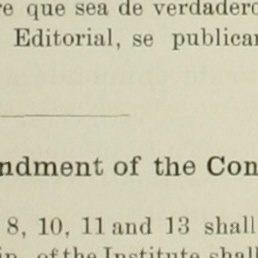 re que sea de verdadero
Editorial, se publicar
ndment of the Con
8, 10, 11 and 13 shall
of the Institute shall